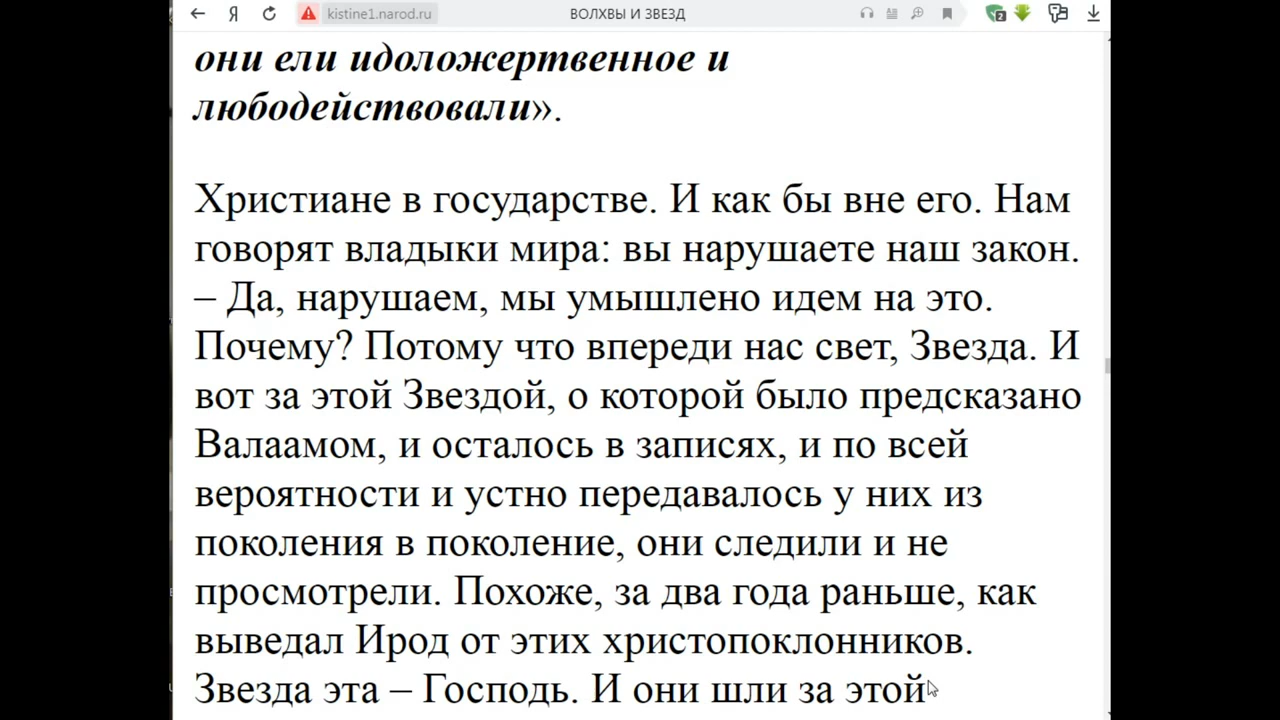 Я
kistine1.narod.ru
ВОЛХВЫ И ЗВЕЗД
2
они ели идоложертвенное и
любодействовали».
Христиане в государстве. И как бы вне его. Нам
говорят владыки мира: вы нарушаете наш закон.
– Да, нарушаем, мы умышлено идем на это.
Почему? Потому что впереди нас свет, Звезда. И
вот за этой Звездой, о которой было предсказано
Валаамом, и осталось в записях, и по всей
вероятности и устно передавалось у них из
поколения в поколение, они следили и не
просмотрели. Похоже, за два года раньше, как
выведал Ирод от этих христопоклонников.
Звезда эта – Господь. И они шли за этой